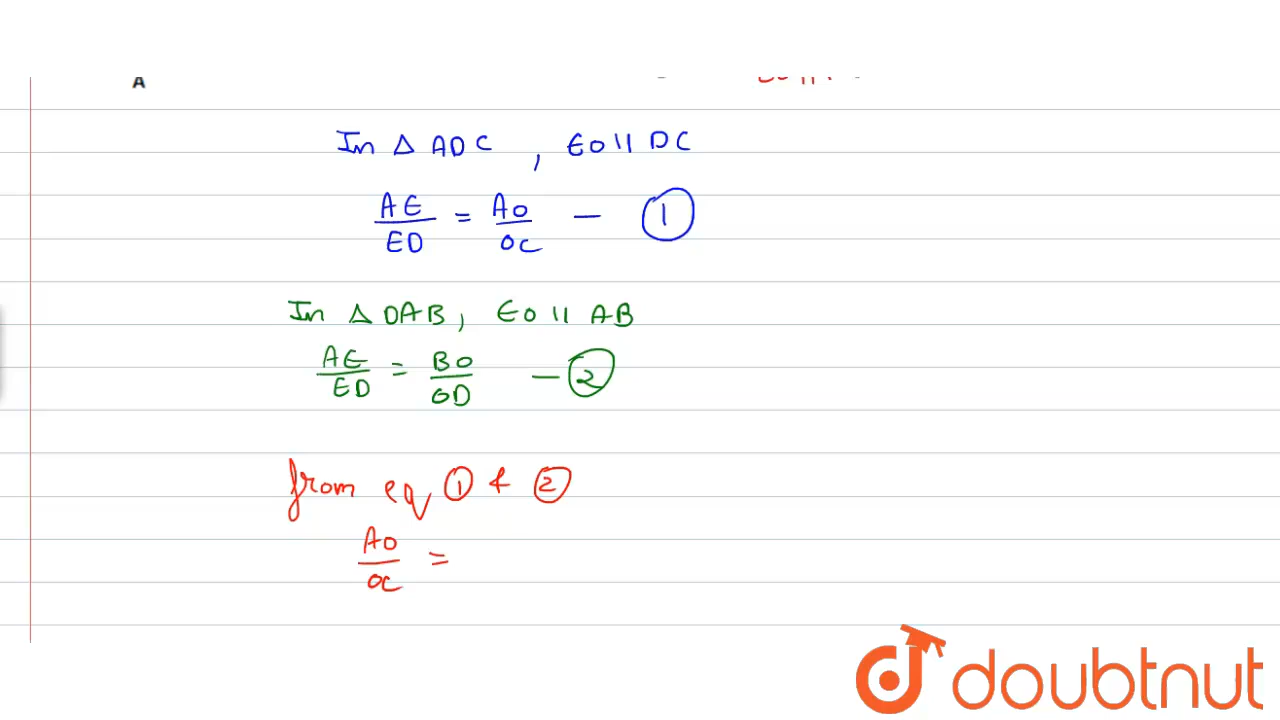 A
In △ ADC , EO || DC
AE/ED = AO/OC - ①
In △ DAB, EO || AB
AE/ED = BO/OD - ②
from eq ① & ②
AO/OC =
doubtnut